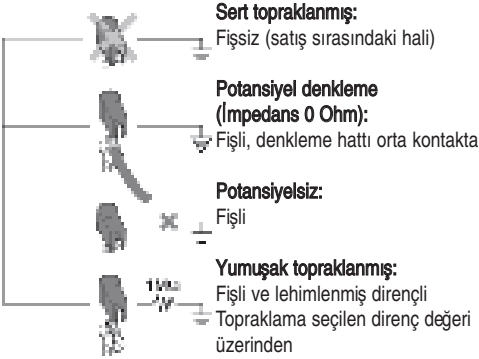 Sert topraklanmış:
Fişsiz (satış sırasındaki hali)
Potansiyel denkleme
(İmpedans 0 Ohm):
Fişli, denkleme hattı orta kontakta
Potansiyelsiz:
Fişli
Yumuşak topraklanmış:
1MΩ
Fişli ve lehimlenmiş dirençli
Topraklama seçilen direnç değeri
üzerinden